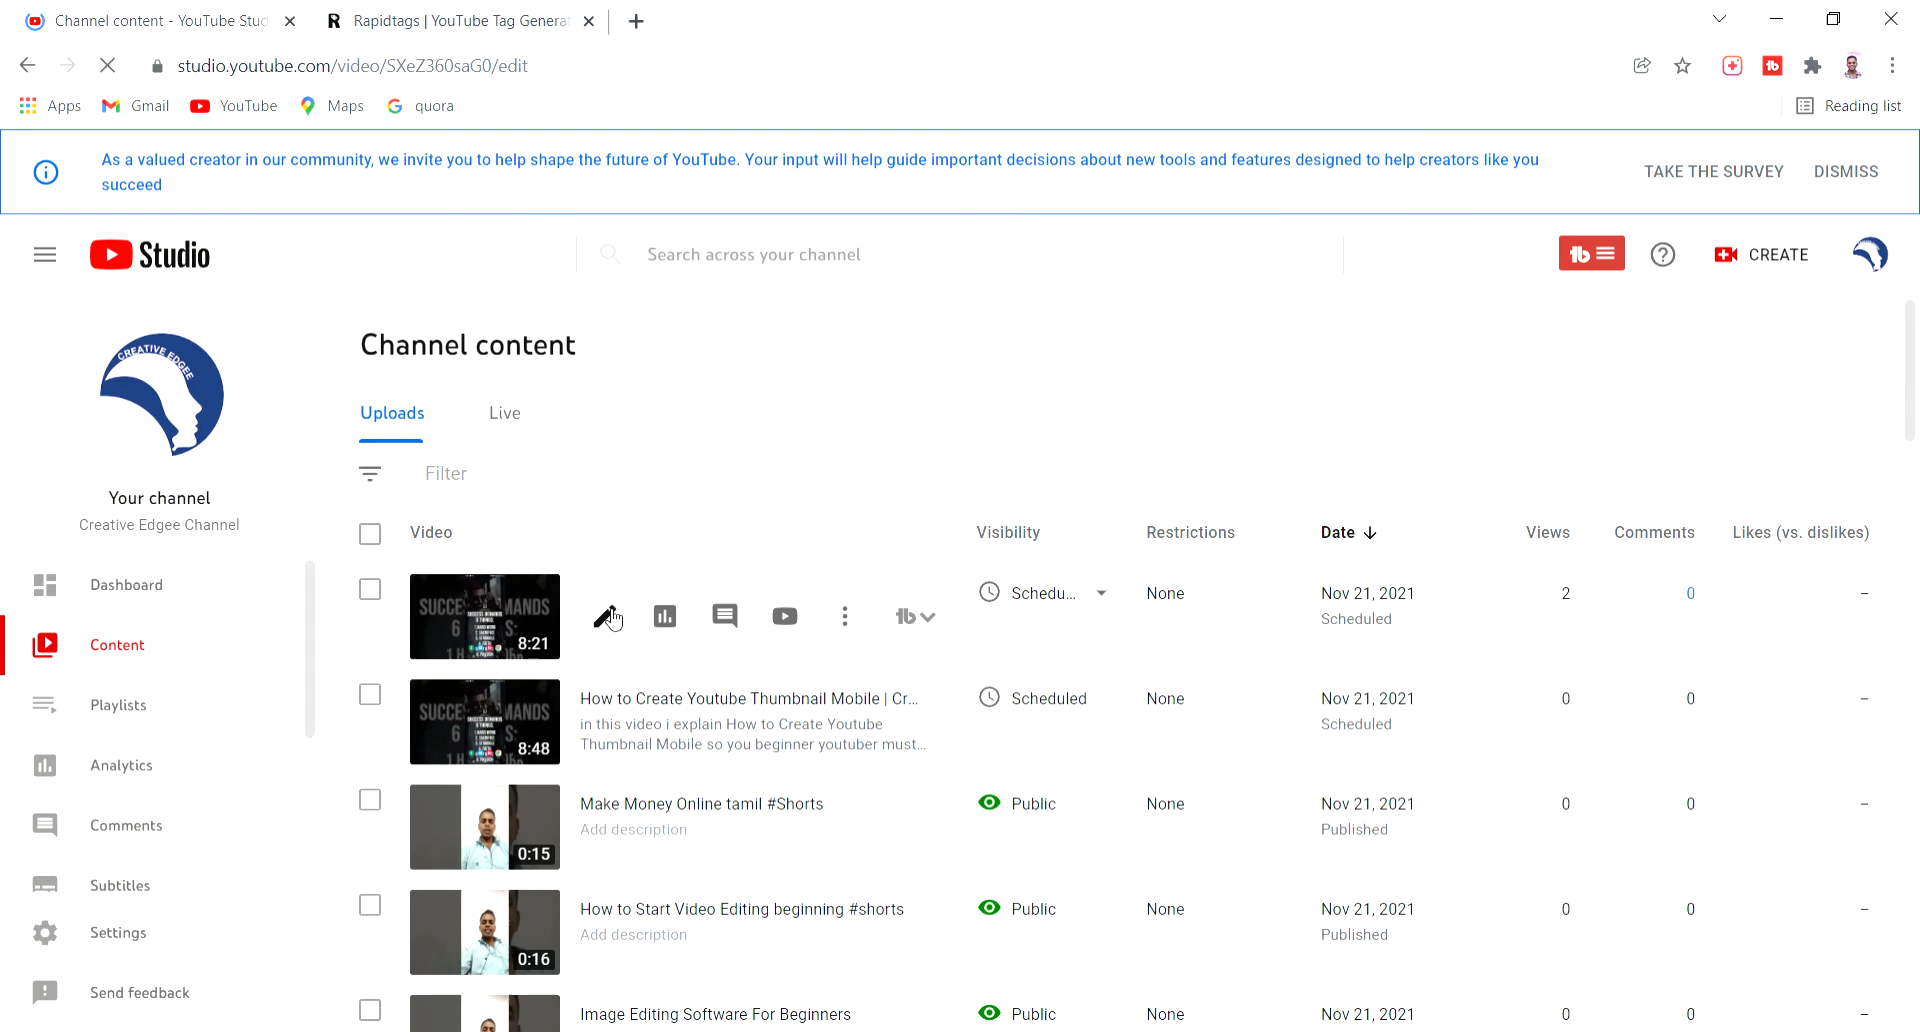 Channel content - YouTube Stud
Rapidtags | YouTube Tag Generat
studio.youtube.com/video/SXeZ360saG0/edit
Apps Gmail YouTube Maps quora Reading list
As a valued creator in our community, we invite you to help shape the future of YouTube. Your input will help guide important decisions about new tools and features designed to help creators like you
succeed
TAKE THE SURVEY DISMISS
Studio
Search across your channel
CREATE
CREATIVE EDGEE
Your channel
Creative Edgee Channel
Dashboard
Content
Playlists
Analytics
Comments
Subtitles
Settings
Send feedback
Channel content
Uploads Live
Filter
Video Visibility Restrictions Date Views Comments Likes (vs. dislikes)
8:21 Schedu... None Nov 21, 2021 2 0 –
Scheduled
How to Create Youtube Thumbnail Mobile | Cr... Scheduled None Nov 21, 2021 0 0 –
in this video i explain How to Create Youtube Scheduled
Thumbnail Mobile so you beginner youtuber must...
8:48
Make Money Online tamil #Shorts Public None Nov 21, 2021 0 0 –
Add description Published
0:15
How to Start Video Editing beginning #shorts Public None Nov 21, 2021 0 0 –
Add description Published
0:16
Image Editing Software For Beginners Public None Nov 21, 2021 0 0 –